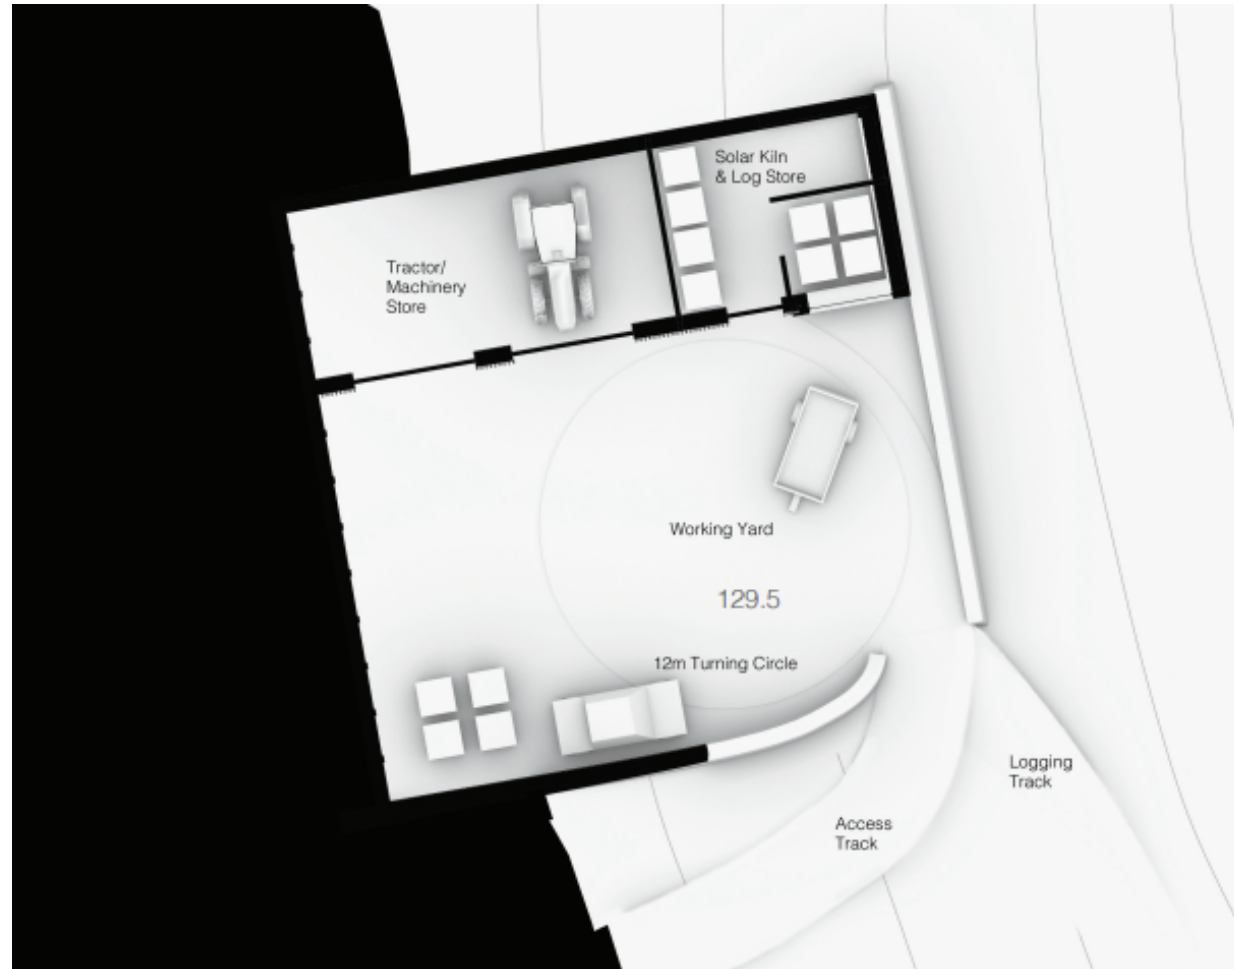 Solar Kiln
& Log Store
Tractor/
Machinery
Store
Working Yard
129.5
12m Turning Circle
Logging
Track
Access
Track